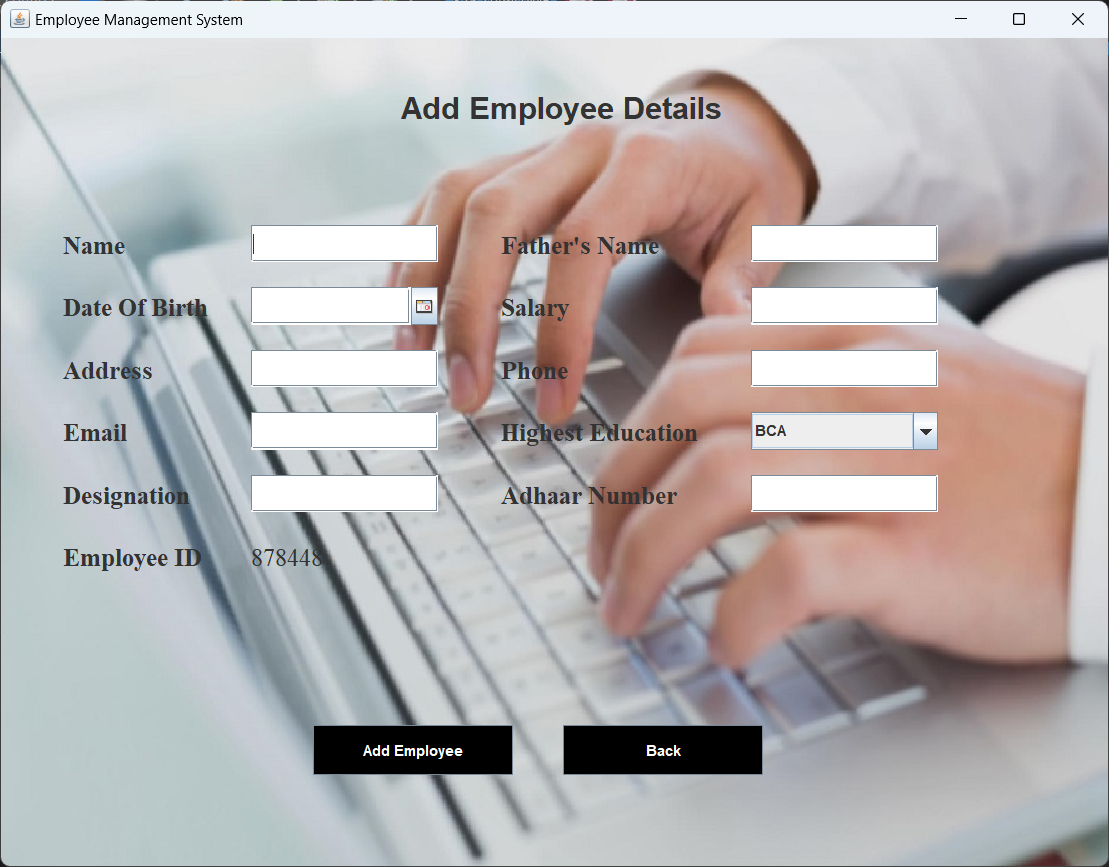 Employee Management System
Add Employee Details
Name
Father's Name
Date Of Birth
Salary
Address
Phone
Email
Highest Education
BCA
Designation
Adhaar Number
Employee ID
878448
Add Employee
Back